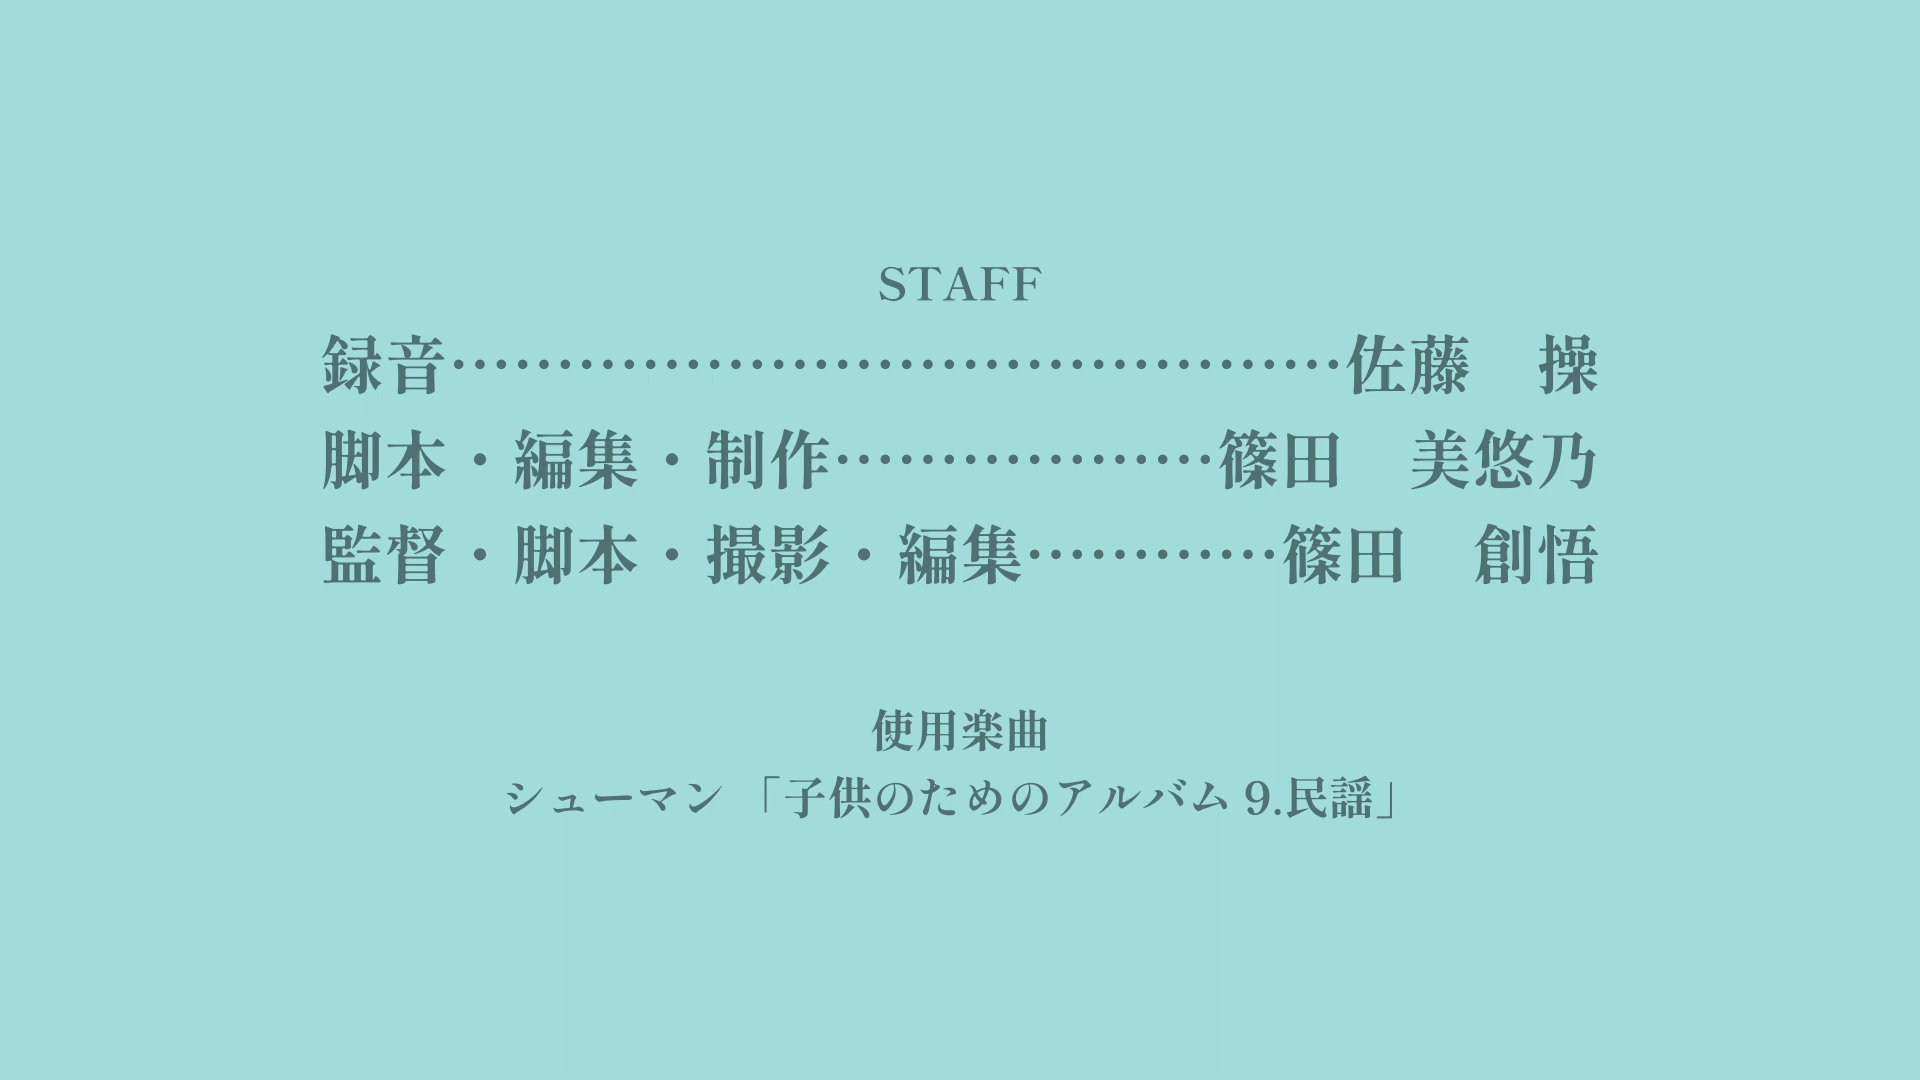 STAFF
録音……………………………………佐藤　操
脚本・編集・制作………………篠田　美悠乃
監督・脚本・撮影・編集…………篠田　創悟
使用楽曲
シューマン 「子供のためのアルバム 9.民謡」